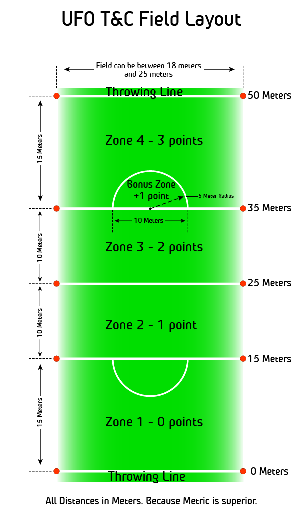 UFO T&C Field Layout
Field can be between 18 meters
and 25 meters
Throwing Line
50 Meters
Zone 4 - 3 points
15 Meters
Bonus Zone
+1 point
5 Meter Radius
35 Meters
10 Meters
Zone 3 - 2 points
10 Meters
25 Meters
Zone 2 - 1 point
10 Meters
15 Meters
Zone 1 - 0 points
15 Meters
0 Meters
Throwing Line
All Distances in Meters. Because Metric is superior.